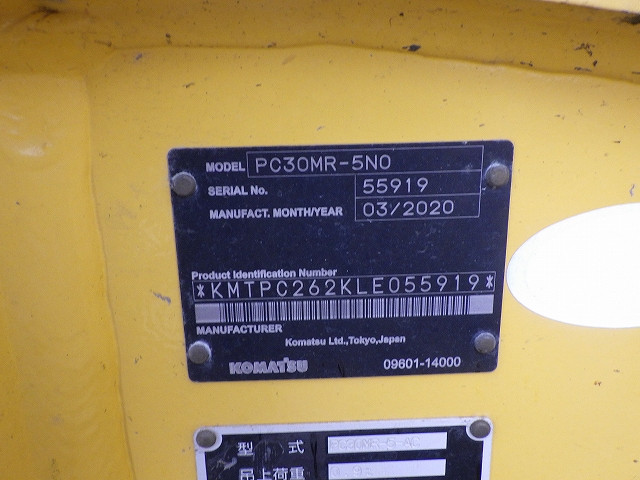 MODEL PC30MR-5N0
SERIAL No. 55919
MANUFACT. MONTH/YEAR 03/2020
Product Identification Number
*KMTPC262KLE055919*
MANUFACTURER
Komatsu Ltd.,Tokyo,Japan
KOMATSU 09601-14000
型 式
吊上荷重